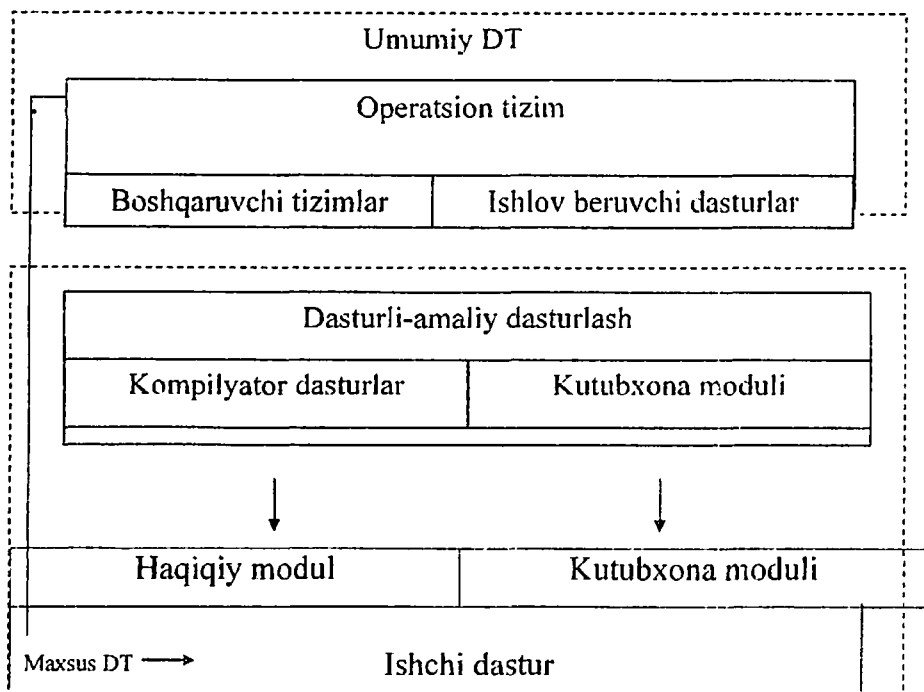 Umumiy DT
Operatsion tizim
Boshqaruvchi tizimlar Ishlov beruvchi dasturlar
Dasturli-amaliy dasturlash
Kompilyator dasturlar Kutubxona moduli
Haqiqiy modul Kutubxona moduli
Maxsus DT Ishchi dastur